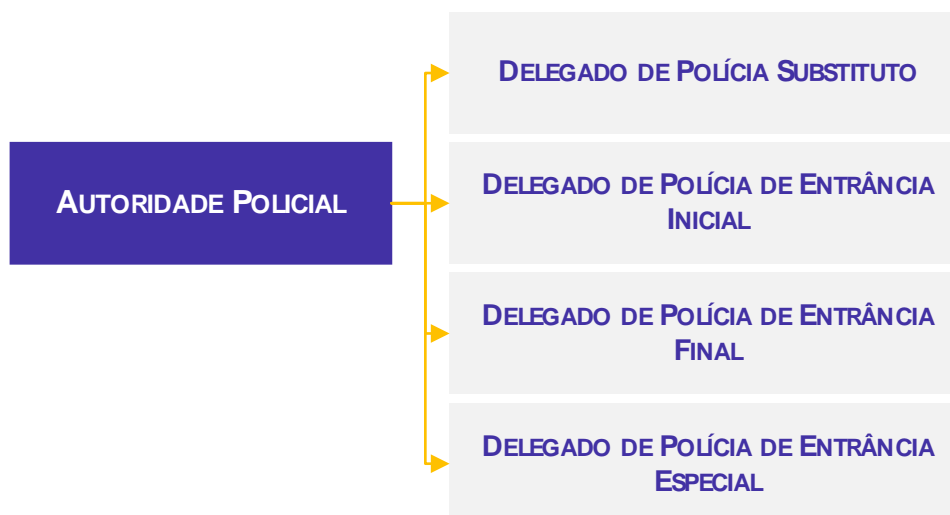 DELEGADO DE POLÍCIA SUBSTITUTO
AUTORIDADE POLICIAL
DELEGADO DE POLÍCIA DE ENTRÂNCIA
INICIAL
DELEGADO DE POLÍCIA DE ENTRÂNCIA
FINAL
DELEGADO DE POLÍCIA DE ENTRÂNCIA
ESPECIAL